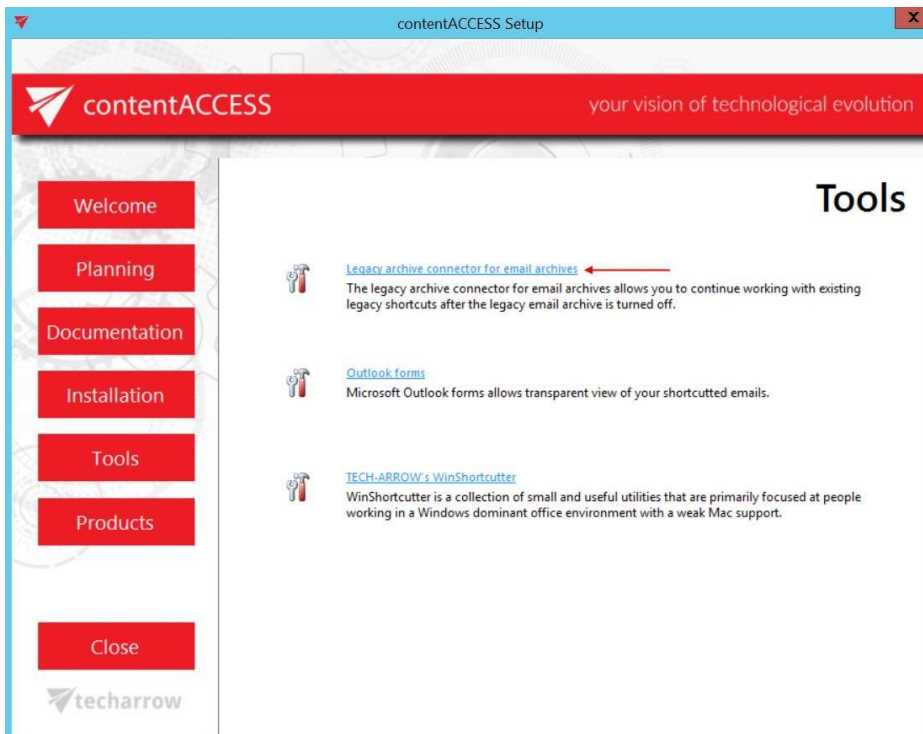 contentACCESS Setup
X
contentACCESS
your vision of technological evolution
Welcome
Planning
Documentation
Installation
Tools
Products
Close
techarrow
Tools
Legacy archive connector for email archives
The legacy archive connector for email archives allows you to continue working with existing
legacy shortcuts after the legacy email archive is turned off.
Outlook forms
Microsoft Outlook forms allows transparent view of your shortcutted emails.
TECH-ARROW's WinShortcutter
WinShortcutter is a collection of small and useful utilities that are primarily focused at people
working in a Windows dominant office environment with a weak Mac support.